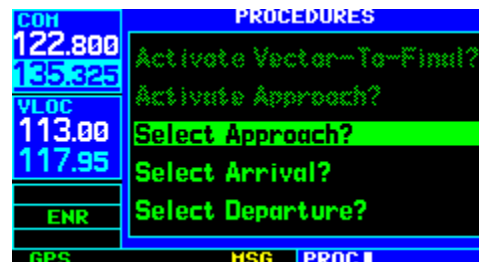 COM
122.800
135.325
VLOC
113.00
117.95
ENR
GPS
PROCEDURES
Activate Vector-To-Final?
Activate Approach?
Select Approach?
Select Arrival?
Select Departure?
MSG PROC